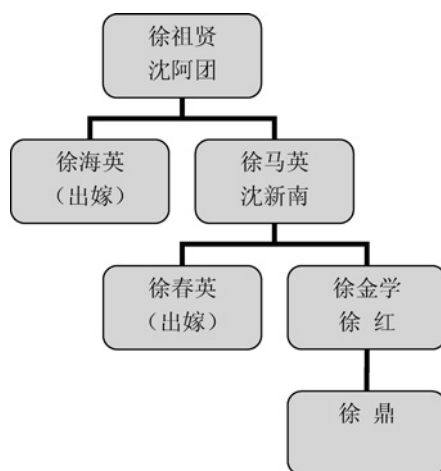 徐祖贤
沈阿团
徐海英
（出嫁）
徐马英
沈新南
徐春英
（出嫁）
徐金学
徐 红
徐 鼎